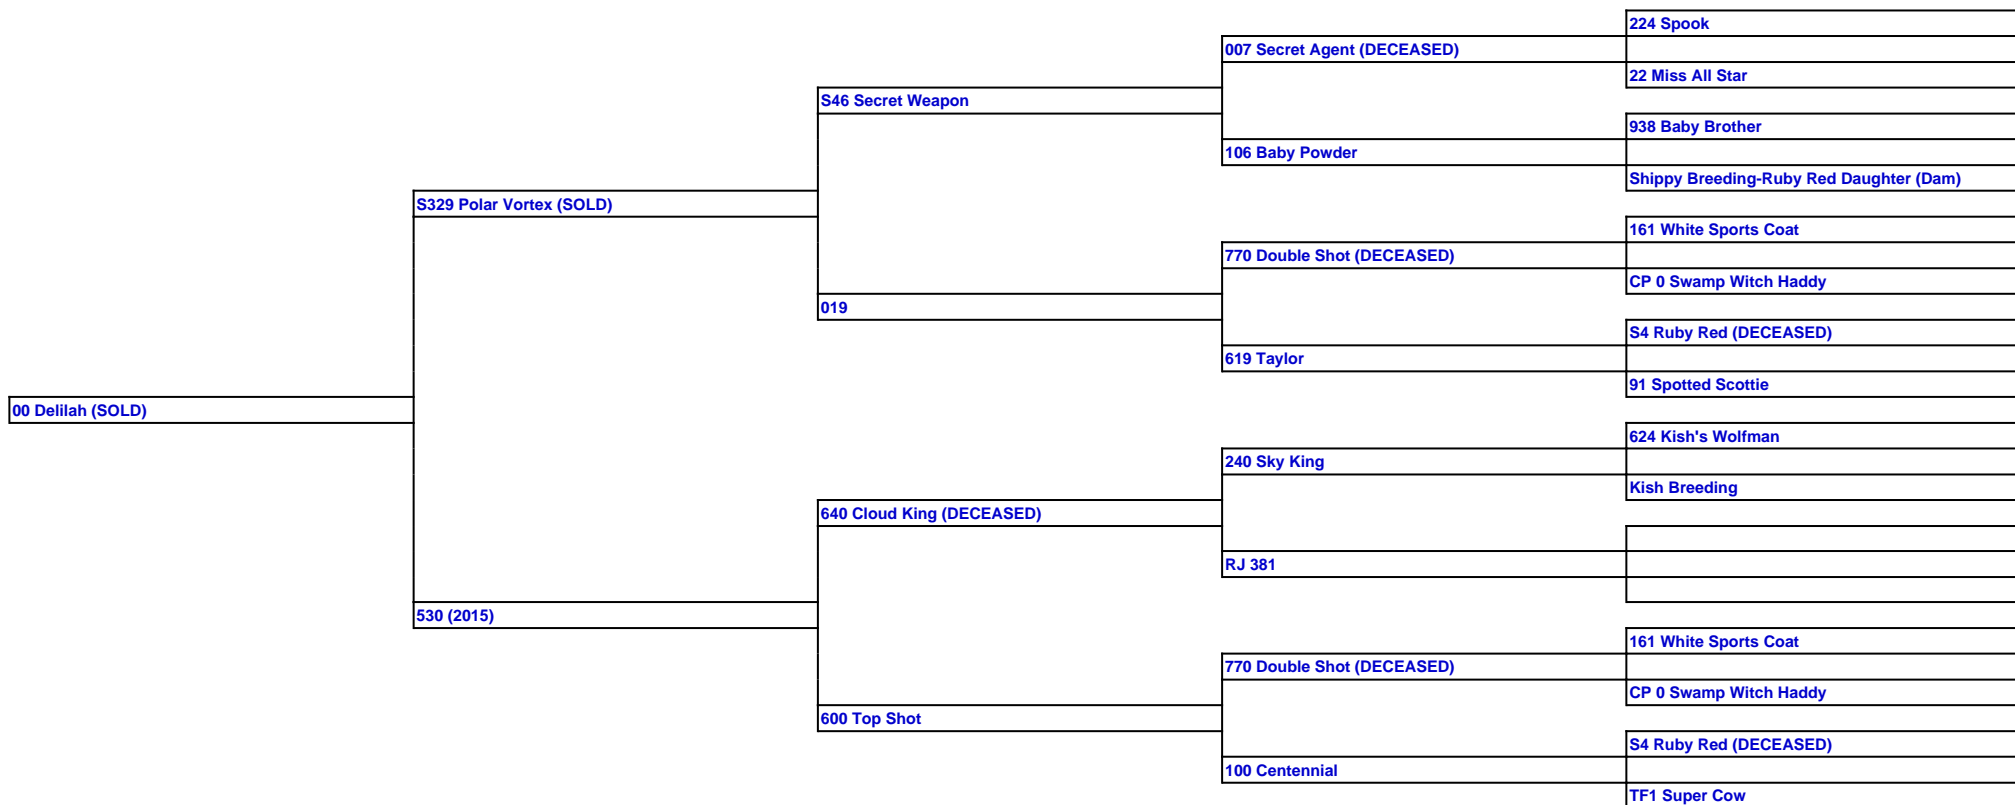 224 Spook
007 Secret Agent (DECEASED)
22 Miss All Star
S46 Secret Weapon
938 Baby Brother
106 Baby Powder
Shippy Breeding-Ruby Red Daughter (Dam)
S329 Polar Vortex (SOLD)
161 White Sports Coat
770 Double Shot (DECEASED)
CP 0 Swamp Witch Haddy
019
S4 Ruby Red (DECEASED)
619 Taylor
91 Spotted Scottie
00 Delilah (SOLD)
624 Kish's Wolfman
240 Sky King
Kish Breeding
640 Cloud King (DECEASED)
RJ 381
530 (2015)
161 White Sports Coat
770 Double Shot (DECEASED)
CP 0 Swamp Witch Haddy
600 Top Shot
S4 Ruby Red (DECEASED)
100 Centennial
TF1 Super Cow